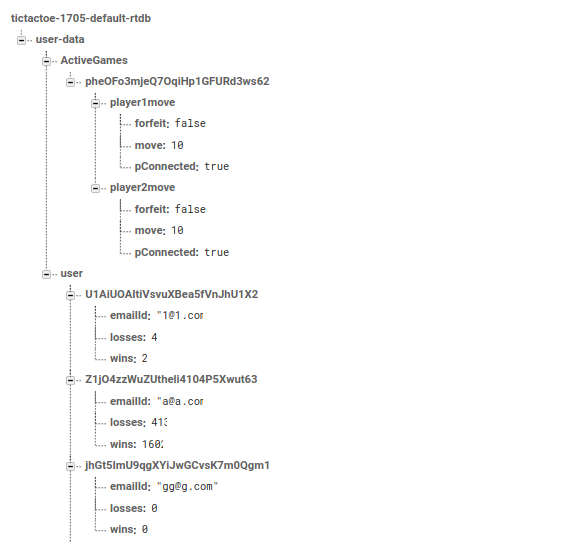 tictactoe-1705-default-rtdb
user-data
ActiveGames
pheOFo3mjeQ7OqiHp1GFURd3ws62
player1move
forfeit: false
move: 10
pConnected: true
player2move
forfeit: false
move: 10
pConnected: true
user
U1AiUOAltiVsvuXBea5fVnJhU1X2
emailId: "1@1.com
losses: 4
wins: 2
Z1jO4zzWuZUtheli4104P5Xwut63
emailId: "a@a.com
losses: 413
wins: 1602
jhGt5ImU9qgXYiJwGCvsK7m0Qgm1
emailId: "gg@g.com"
losses: 0
wins: 0